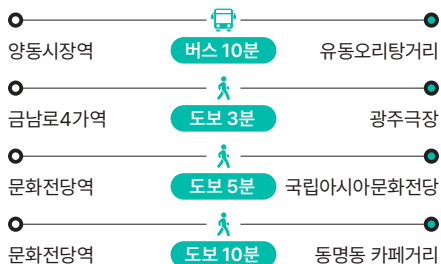 양동시장역 버스 10분 유동오리탕거리
금남로4가역 도보 3분 광주극장
문화전당역 도보 5분 국립아시아문화전당
문화전당역 도보 10분 동명동 카페거리